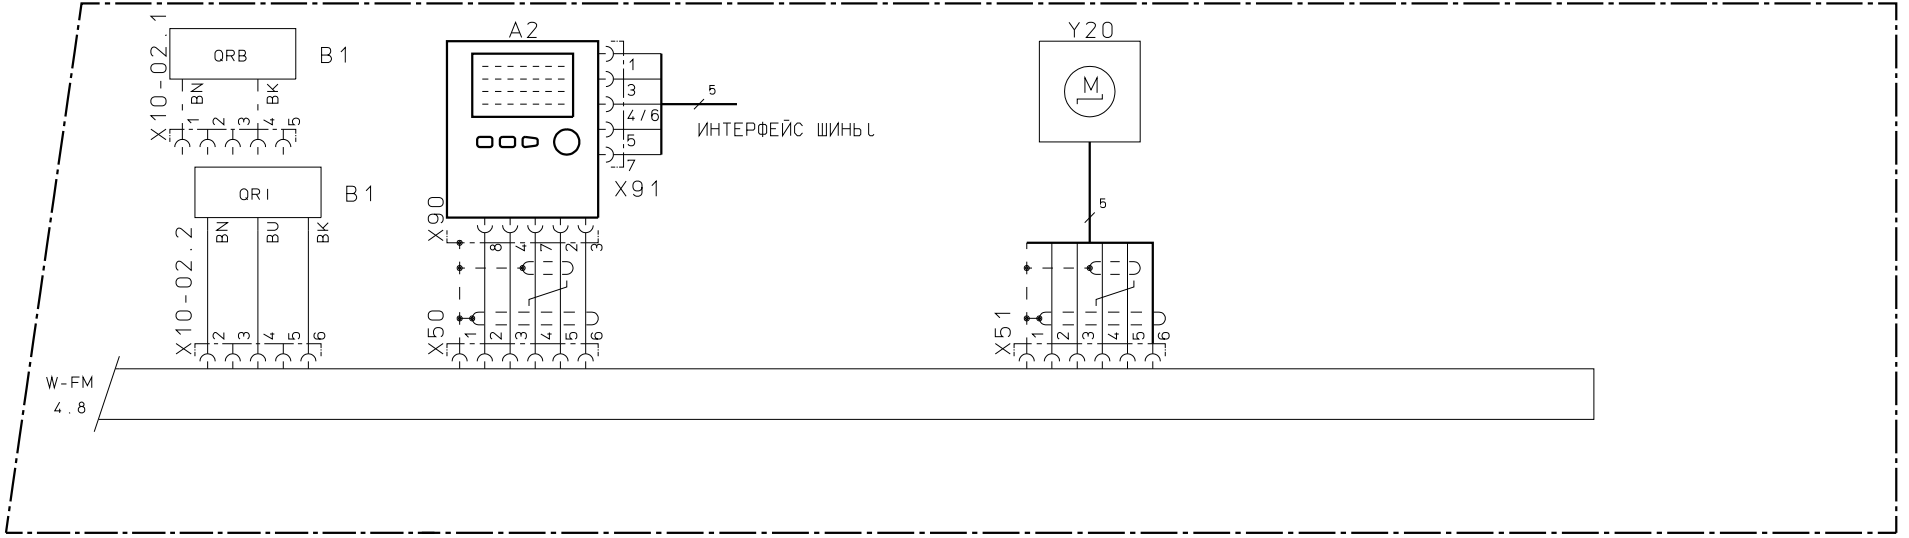 X10-02.1
QRB
B1
BN
BK
1 2 3 4 5
X10-02.2
QRI
B1
BN
BU
BK
2 3 4 5 6
A2
1
3
4/6
5
7
X91
5
ИНТЕРФЕЙС ШИНЫ
X90
8 4 7 2 3
X50
1 2 3 4 5 6
Y20
M
5
X51
1 2 3 4 5 6
W-FM
4.8